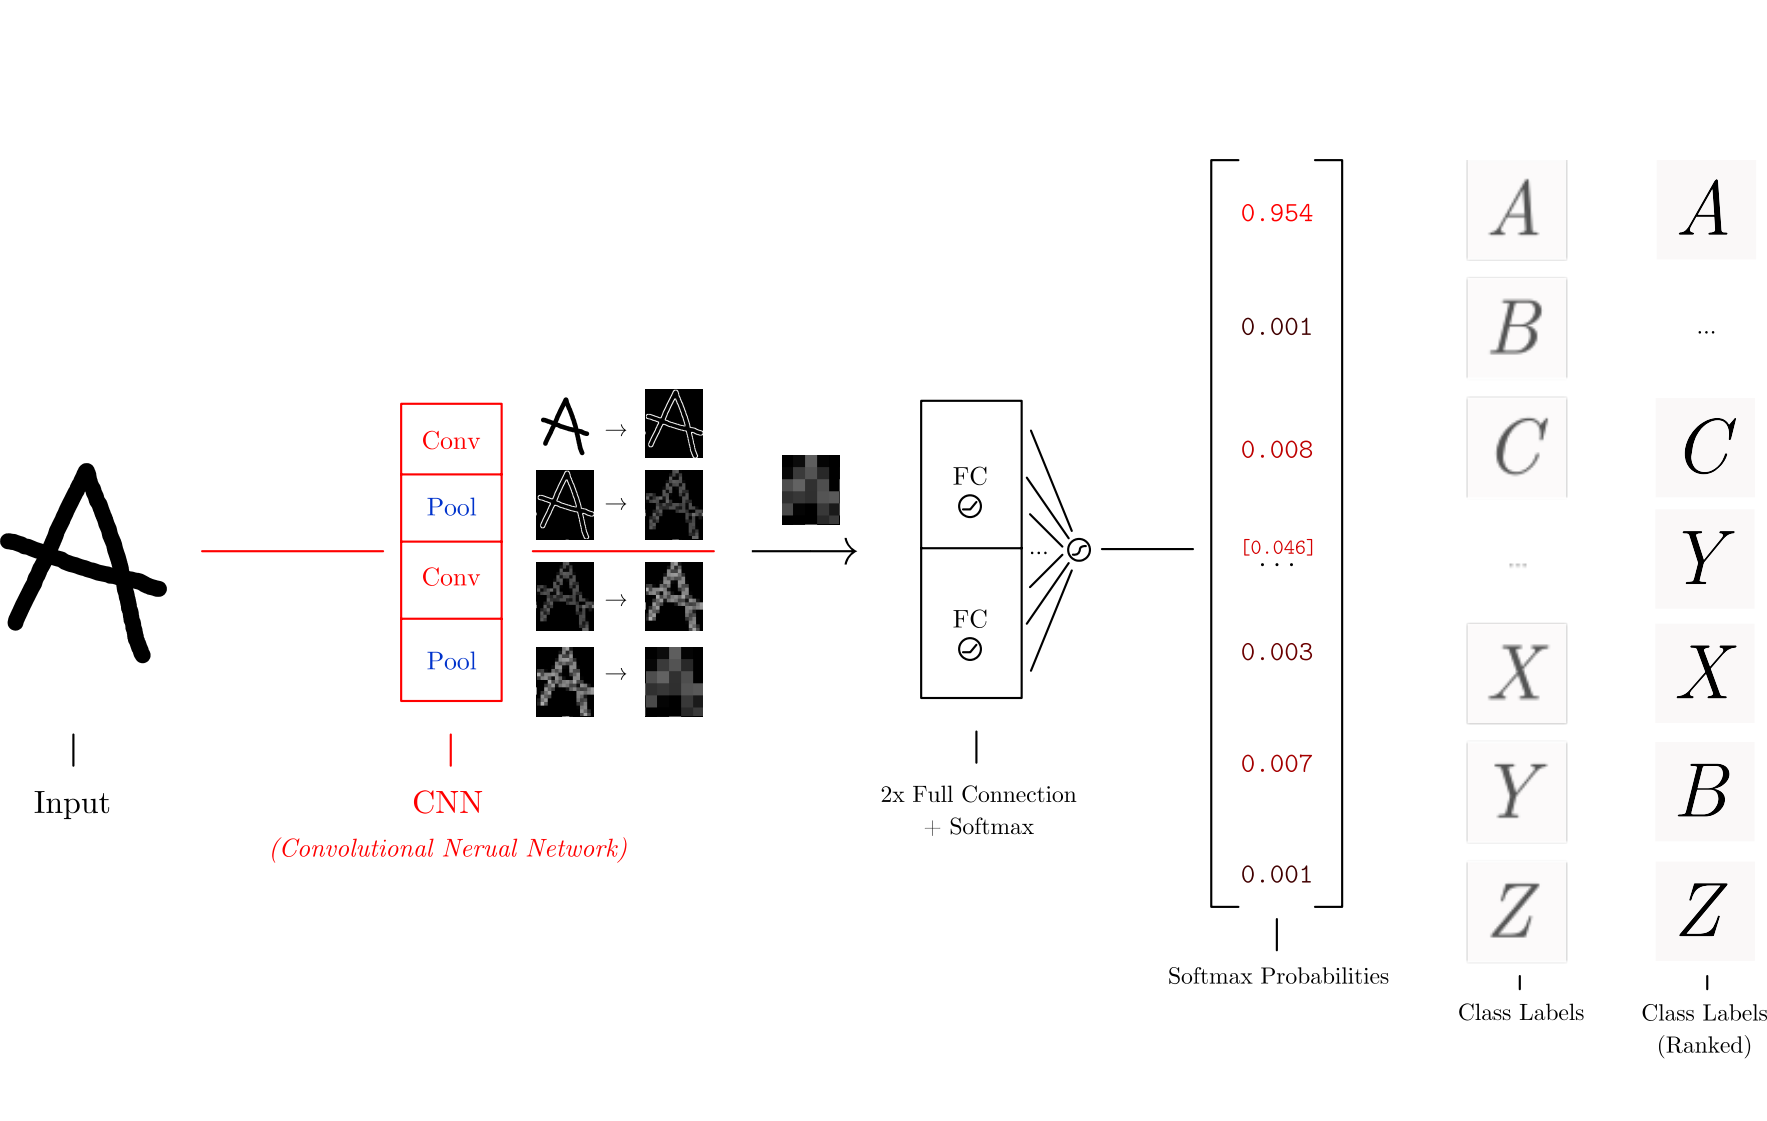 A
Input
Conv
Pool
Conv
Pool
→
→
→
→
CNN
(Convolutional Nerual Network)
FC
FC
...
2x Full Connection
+ Softmax
0.954
0.001
0.008
[0.046]
...
0.003
0.007
0.001
Softmax Probabilities
A
B
C
...
X
Y
Z
Class Labels
A
...
C
Y
X
B
Z
Class Labels
(Ranked)